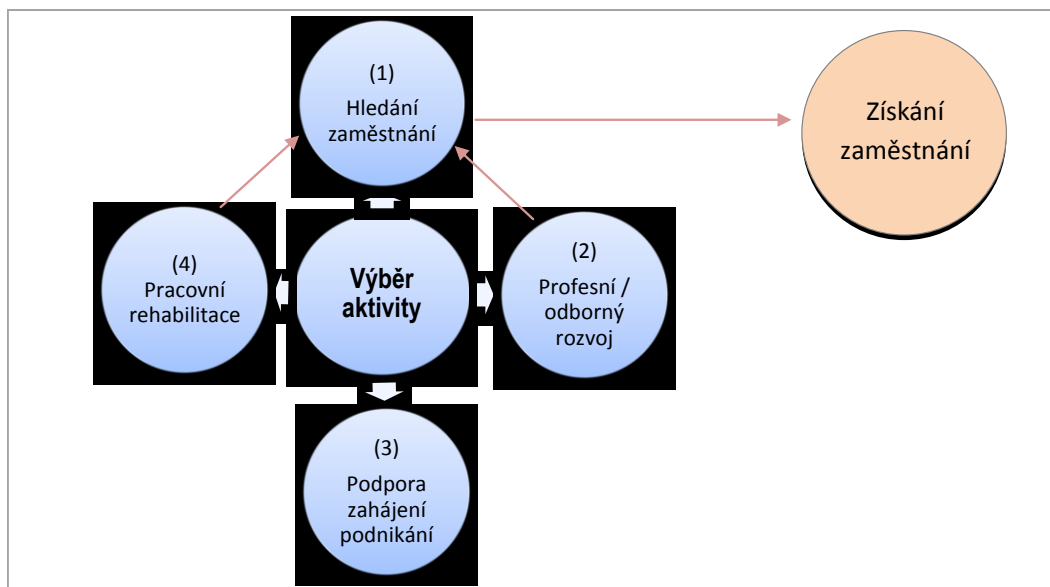 (1)
Hledání
zaměstnání
Získání
zaměstnání
(4)
Pracovní
rehabilitace
Výběr
aktivity
(2)
Profesní /
odborný
rozvoj
(3)
Podpora
zahájení
podnikání